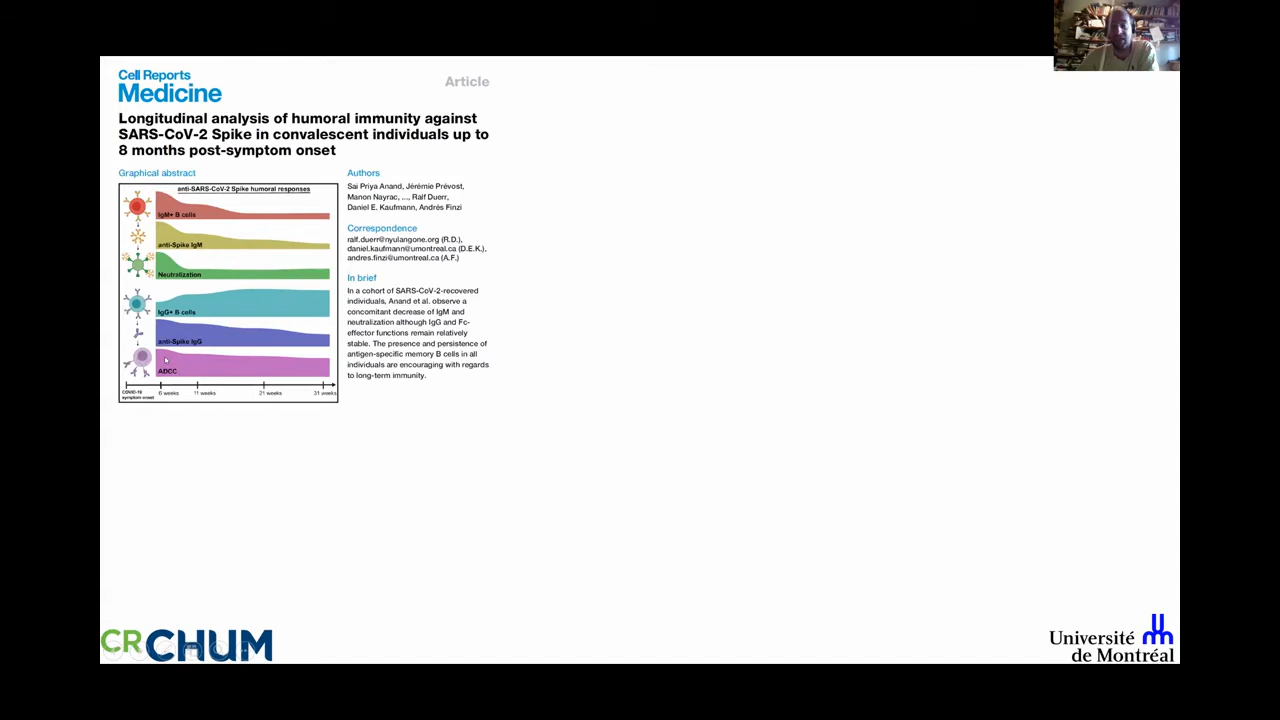 Cell Reports
Medicine
Article
Longitudinal analysis of humoral immunity against
SARS-CoV-2 Spike in convalescent individuals up to
8 months post-symptom onset
Graphical abstract
anti-SARS-CoV-2 Spike humoral responses
IgM+ B cells
anti-Spike IgM
Neutralization
IgG+ B cells
anti-Spike IgG
ADCC
COVID-19
symptom onset
6 weeks
11 weeks
21 weeks
31 weeks
Authors
Sai Priya Anand, Jérémie Prévost,
Manon Nayrac, ..., Ralf Duerr,
Daniel E. Kaufmann, Andrés Finzi
Correspondence
ralf.duerr@nyulangone.org (R.D.),
daniel.kaufmann@umontreal.ca (D.E.K.),
andres.finzi@umontreal.ca (A.F.)
In brief
In a cohort of SARS-CoV-2-recovered
individuals, Anand et al. observe a
concomitant decrease of IgM and
neutralization although IgG and Fc-
effector functions remain relatively
stable. The presence and persistence of
antigen-specific memory B cells in all
individuals are encouraging with regards
to long-term immunity.
CRCHUM
Université
de Montréal